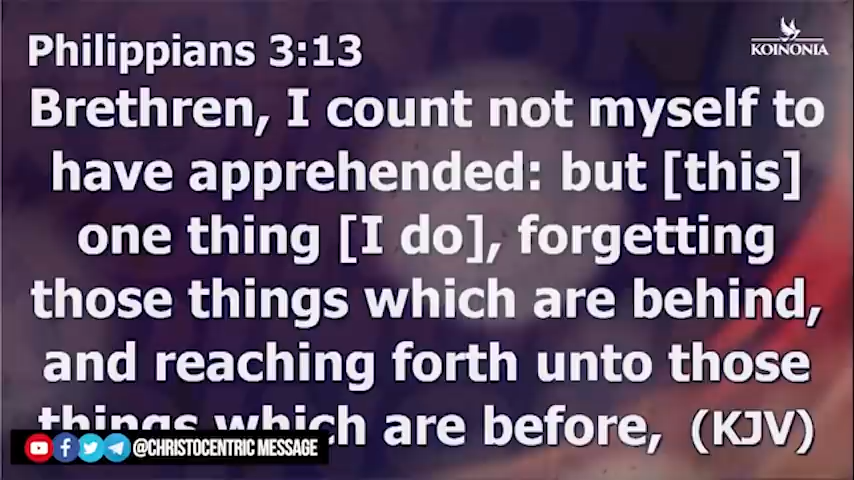 Philippians 3:13
KOINONIA
Brethren, I count not myself to
have apprehended: but [this]
one thing [I do], forgetting
those things which are behind,
and reaching forth unto those
things which are before, (KJV)
@CHRISTOCENTRIC MESSAGE